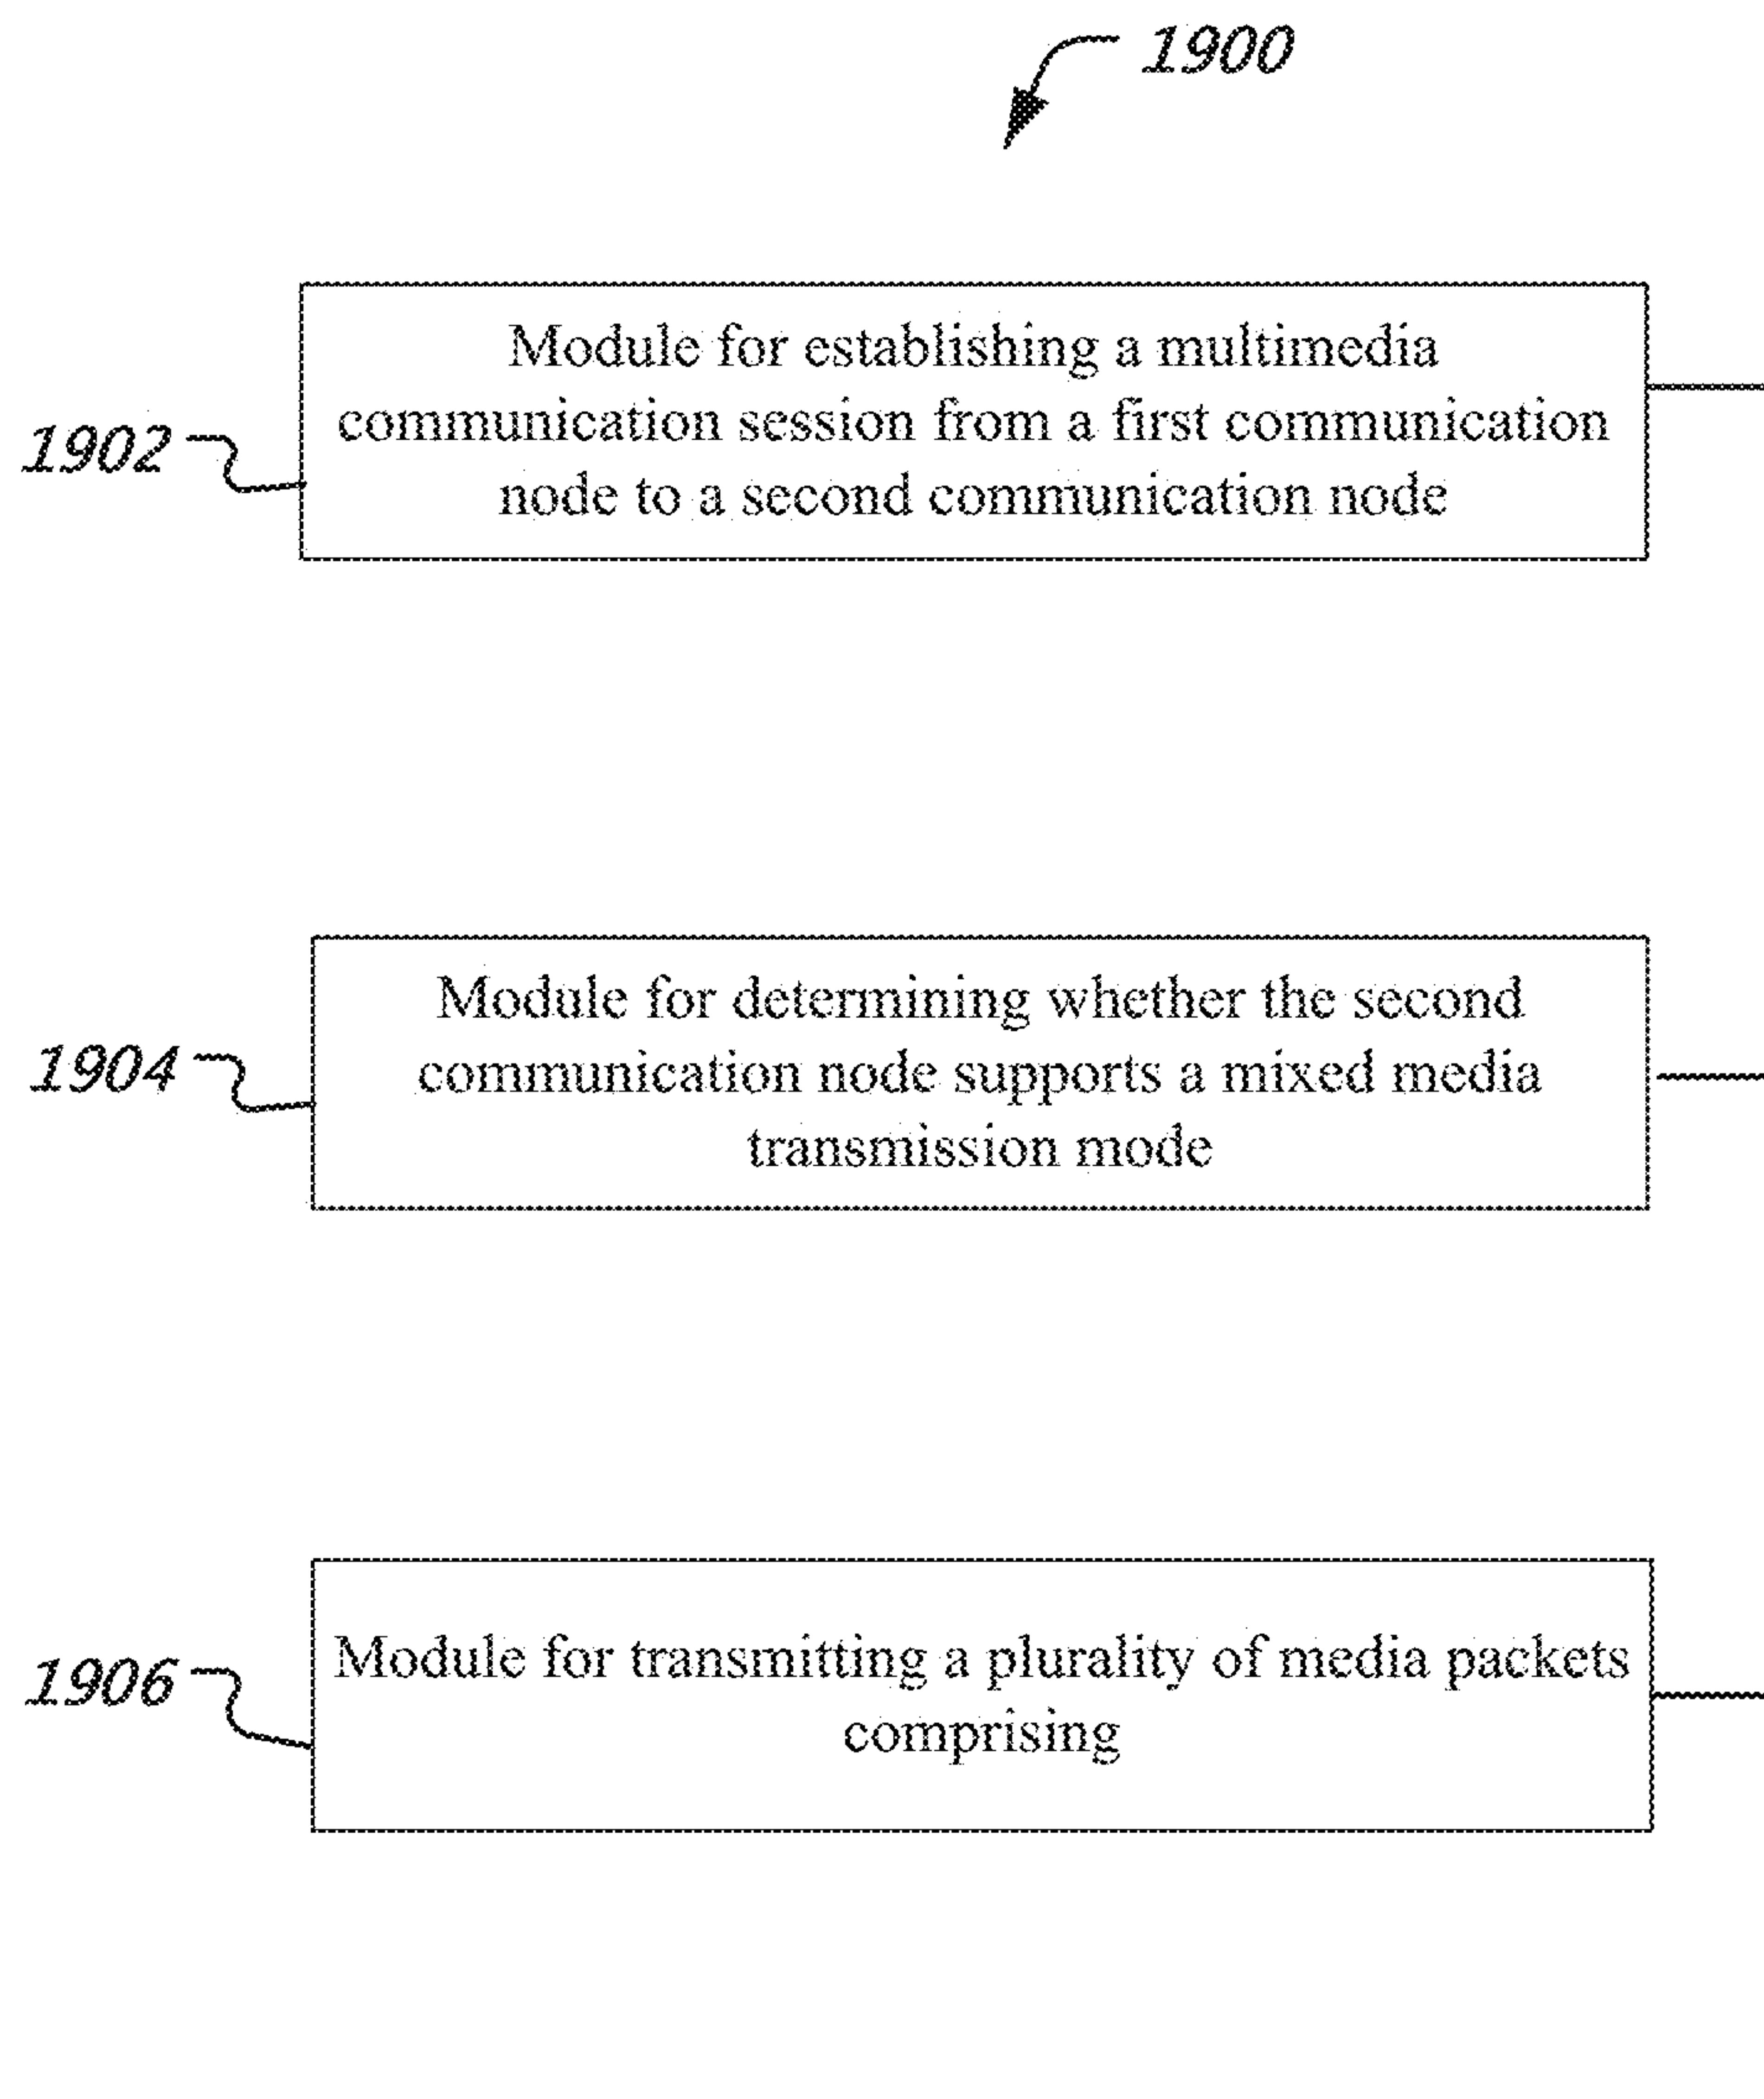 1900
Module for establishing a multimedia
communication session from a first communication
node to a second communication node
1902
Module for determining whether the second
communication node supports a mixed media
transmission mode
1904
Module for transmitting a plurality of media packets
comprising
1906